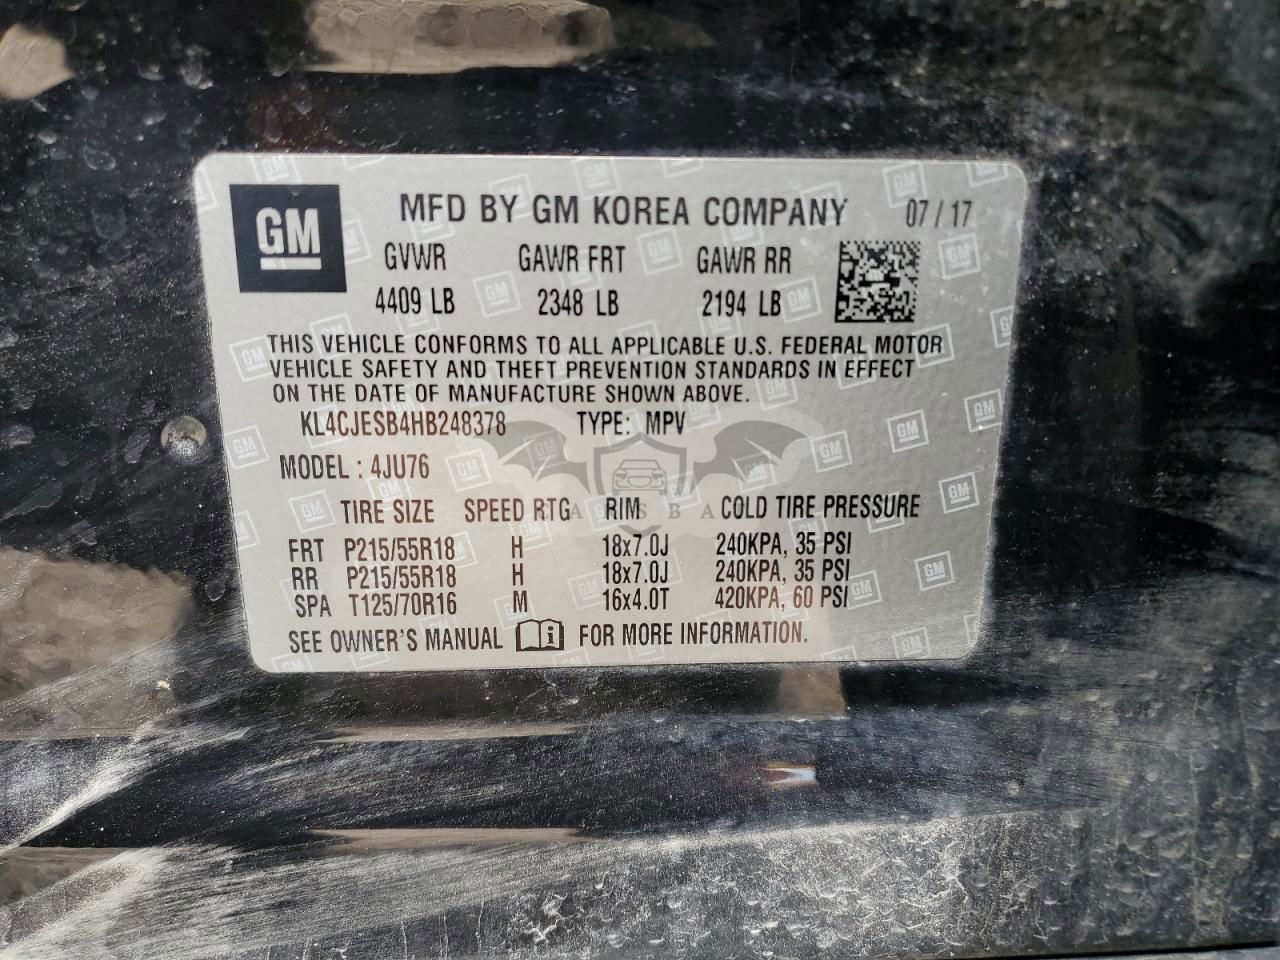 GM MFD BY GM KOREA COMPANY 07/17
GVWR GAWR FRT GAWR RR
4409 LB 2348 LB 2194 LB
THIS VEHICLE CONFORMS TO ALL APPLICABLE U.S. FEDERAL MOTOR
VEHICLE SAFETY AND THEFT PREVENTION STANDARDS IN EFFECT
ON THE DATE OF MANUFACTURE SHOWN ABOVE.
KL4CJESB4HB248378 TYPE: MPV
MODEL : 4JU76
TIRE SIZE SPEED RTG RIM COLD TIRE PRESSURE
FRT P215/55R18 H 18x7.0J 240KPA, 35 PSI
RR P215/55R18 H 18x7.0J 240KPA, 35 PSI
SPA T125/70R16 M 16x4.0T 420KPA, 60 PSI
SEE OWNER'S MANUAL FOR MORE INFORMATION.